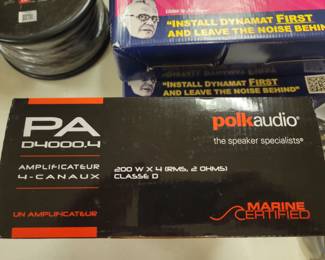 "INSTALL DYNAMAT FIRST
AND LEAVE THE NOISE BEHIND"
"INSTALL DYNAMAT FIRST
AND LEAVE THE NOISE BEHIND"
PA
D4000.4
AMPLIFICATEUR
4-CANAUX
UN AMPLIFICATEUR
200 W X 4 (RMS, 2 OHMS)
CLASSE D
polkaudio®
the speaker specialists®
MARINE
CERTIFIED